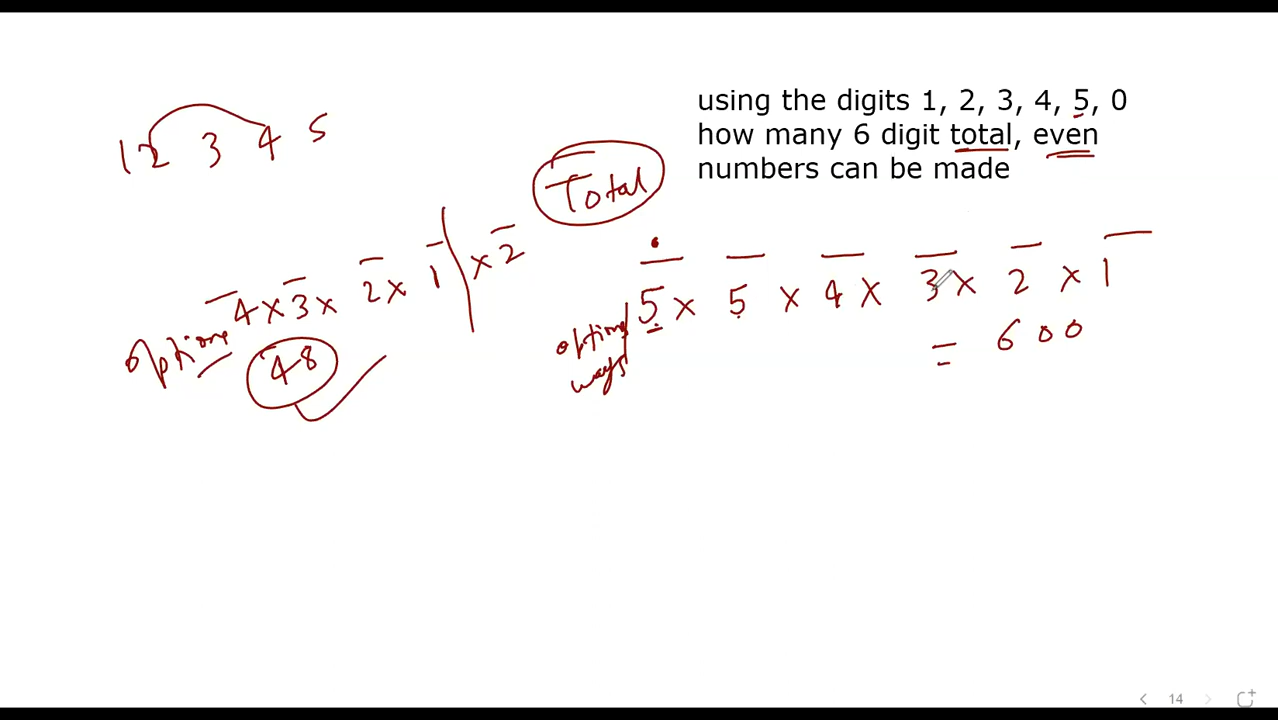 using the digits 1, 2, 3, 4, 5, 0
how many 6 digit total, even
numbers can be made
1 2 3 4 5
Total
4 x 3 x 2 x 1 x 2
options
48
5 x 5 x 4 x 3 x 2 x 1
options
ways
= 600
14